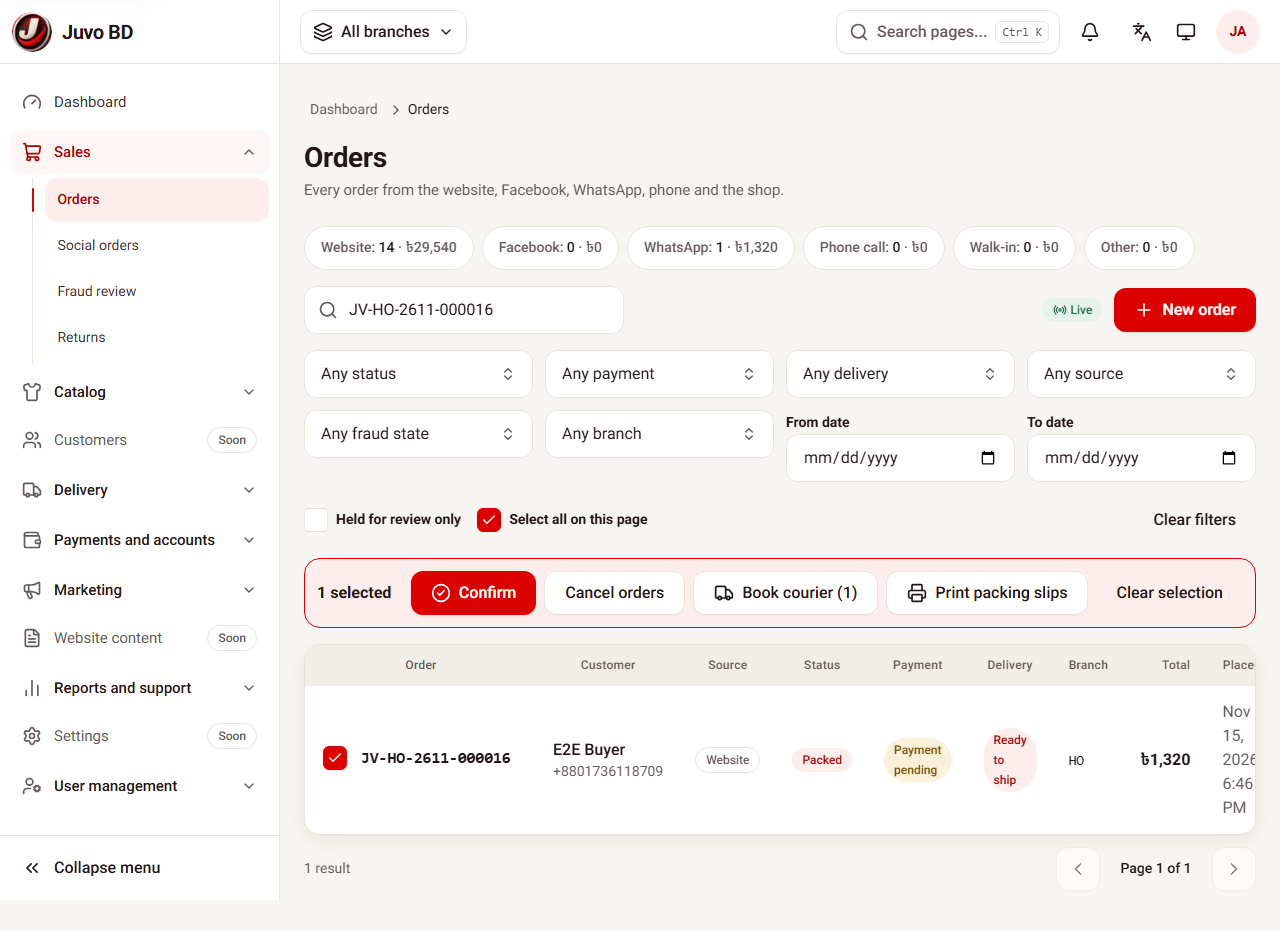 Juvo BD
All branches
Search pages... Ctrl K
JA
Dashboard
Sales
Orders
Social orders
Fraud review
Returns
Catalog
Customers Soon
Delivery
Payments and accounts
Marketing
Website content Soon
Reports and support
Settings Soon
User management
Collapse menu
Dashboard > Orders
Orders
Every order from the website, Facebook, WhatsApp, phone and the shop.
Website: 14 · ৳29,540
Facebook: 0 · ৳0
WhatsApp: 1 · ৳1,320
Phone call: 0 · ৳0
Walk-in: 0 · ৳0
Other: 0 · ৳0
JV-HO-2611-000016
Live
New order
Any status
Any payment
Any delivery
Any source
Any fraud state
Any branch
From date
mm/dd/yyyy
To date
mm/dd/yyyy
Held for review only
Select all on this page
Clear filters
1 selected
Confirm
Cancel orders
Book courier (1)
Print packing slips
Clear selection
Order Customer Source Status Payment Delivery Branch Total Place
JV-HO-2611-000016
E2E Buyer
+8801736118709
Website
Packed
Payment
pending
Ready
to
ship
HO
৳1,320
Nov
15,
2026
6:46
PM
1 result
Page 1 of 1